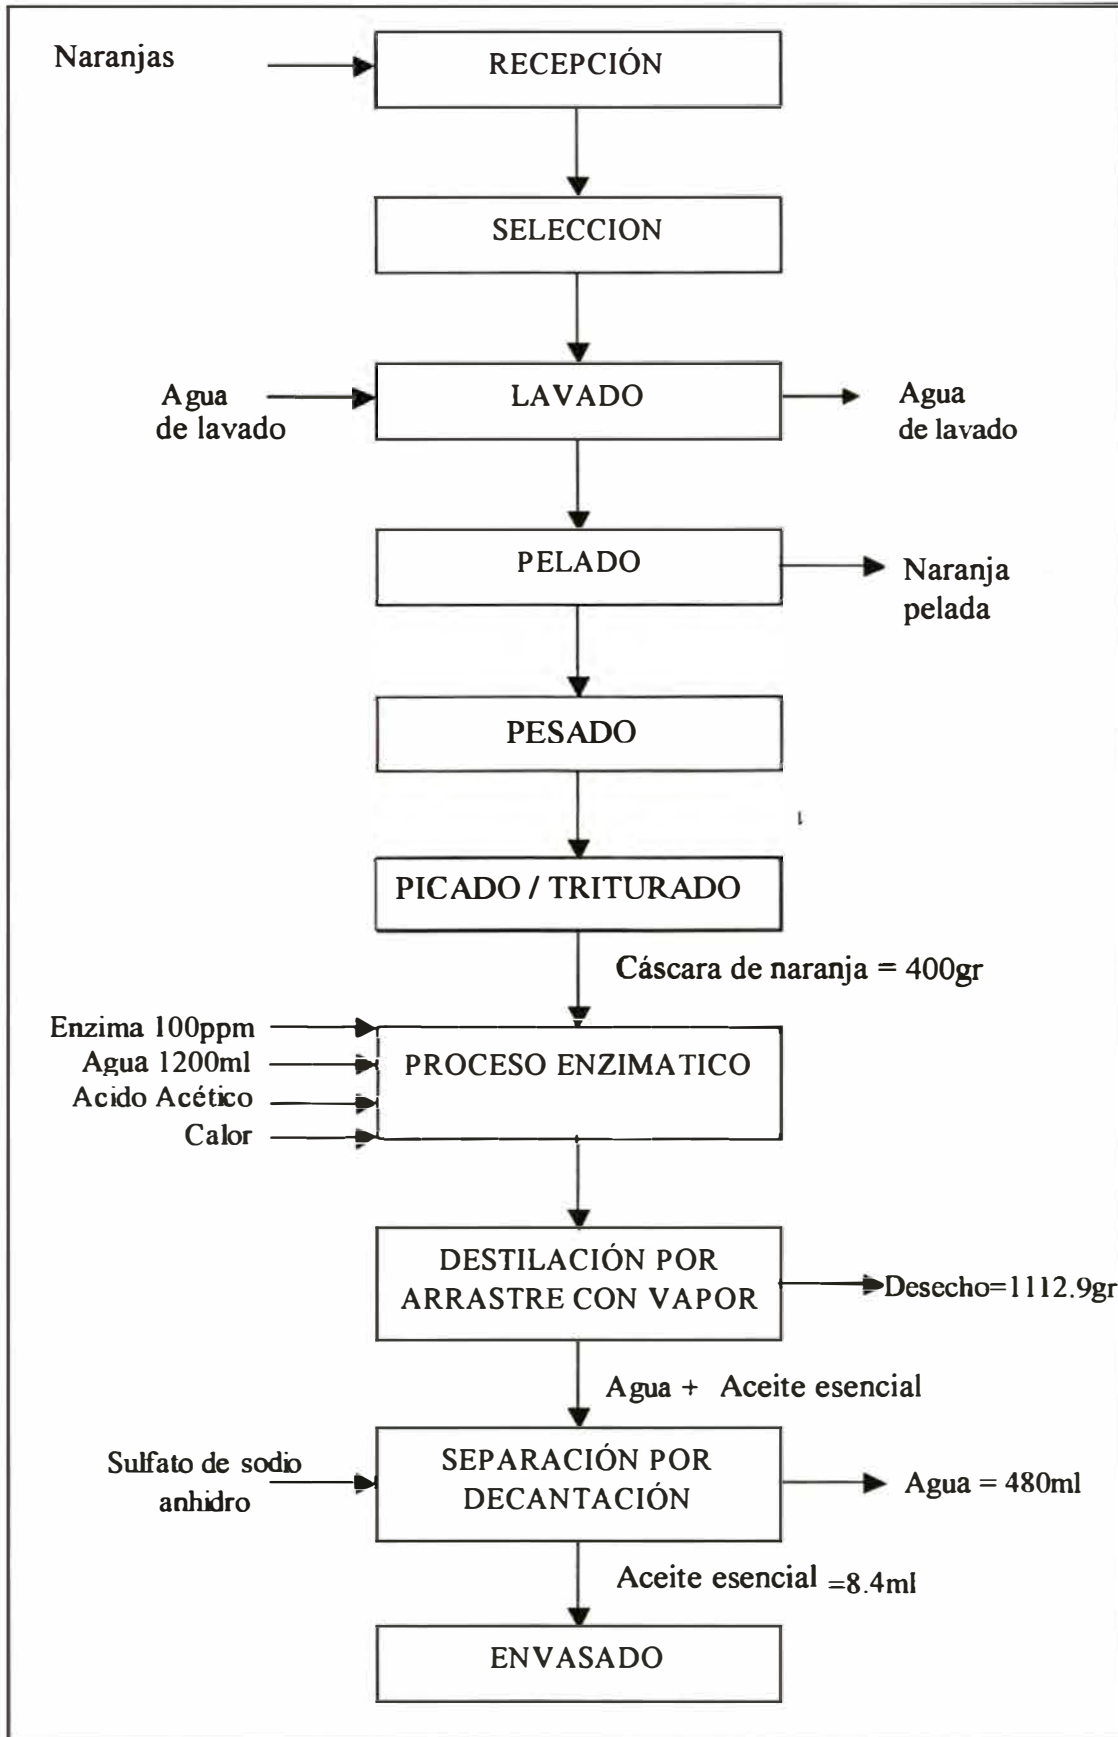 Naranjas
RECEPCIÓN
SELECCION
Agua
de lavado
LAVADO
Agua
de lavado
PELADO
Naranja
pelada
PESADO
PICADO / TRITURADO
Cáscara de naranja = 400gr
Enzima 100ppm
Agua 1200ml
Acido Acético
Calor
PROCESO ENZIMATICO
DESTILACIÓN POR
ARRASTRE CON VAPOR
Desecho=1112.9gr
Agua + Aceite esencial
Sulfato de sodio
anhidro
SEPARACIÓN POR
DECANTACIÓN
Agua = 480ml
Aceite esencial =8.4ml
ENVASADO